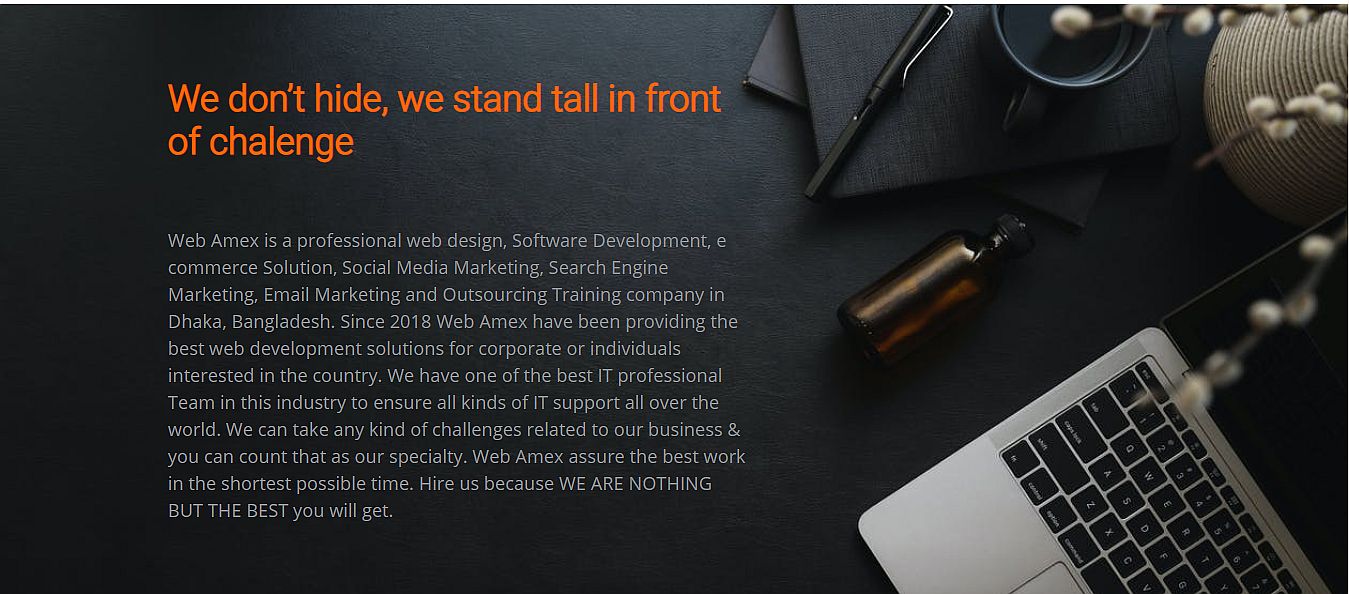 We don’t hide, we stand tall in front
of chalenge
Web Amex is a professional web design, Software Development, e
commerce Solution, Social Media Marketing, Search Engine
Marketing, Email Marketing and Outsourcing Training company in
Dhaka, Bangladesh. Since 2018 Web Amex have been providing the
best web development solutions for corporate or individuals
interested in the country. We have one of the best IT professional
Team in this industry to ensure all kinds of IT support all over the
world. We can take any kind of challenges related to our business &
you can count that as our specialty. Web Amex assure the best work
in the shortest possible time. Hire us because WE ARE NOTHING
BUT THE BEST you will get.